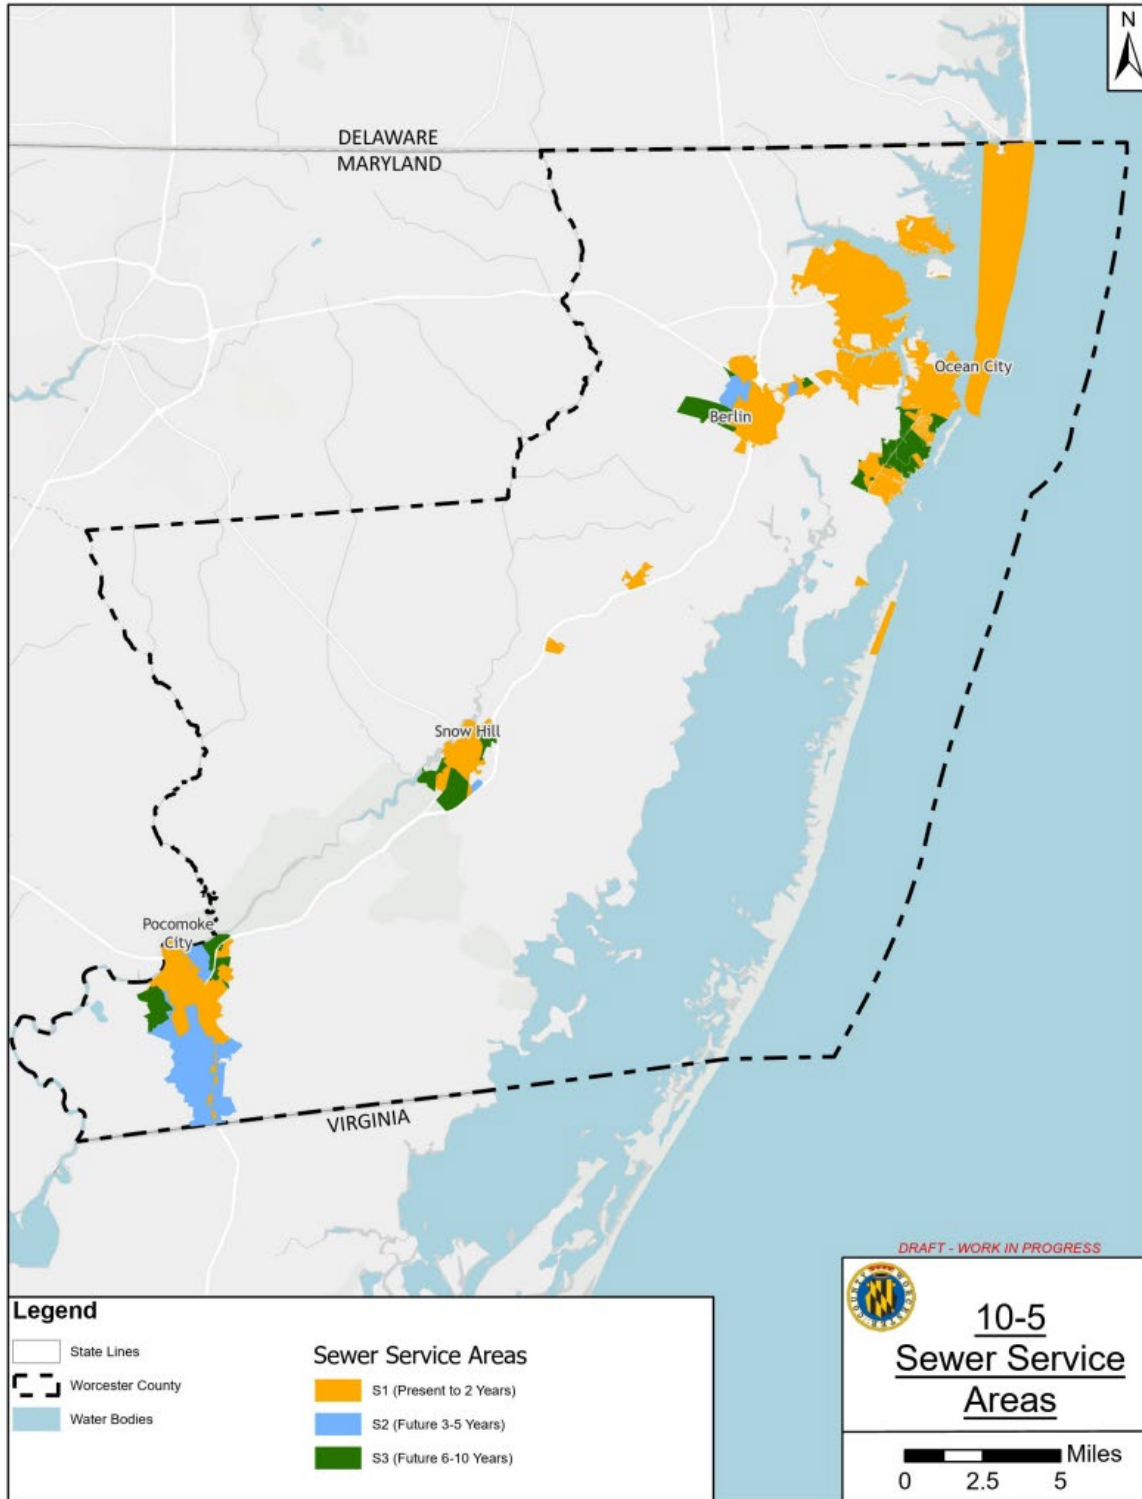 N
DELAWARE
MARYLAND
Ocean City
Berlin
Snow Hill
Pocomoke
City
VIRGINIA
DRAFT - WORK IN PROGRESS
Legend
State Lines
Worcester County
Water Bodies
Sewer Service Areas
S1 (Present to 2 Years)
S2 (Future 3-5 Years)
S3 (Future 6-10 Years)
WORCESTER COUNTY
10-5
Sewer Service
Areas
Miles
0 2.5 5